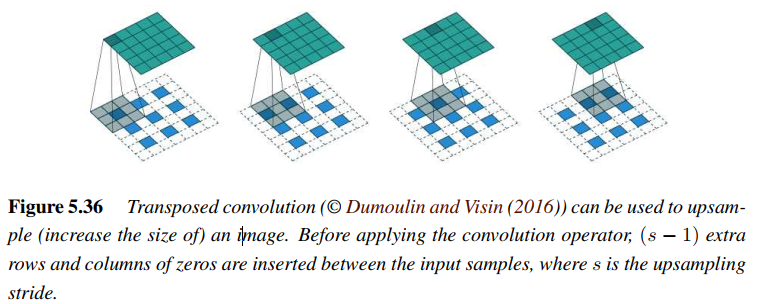 Figure 5.36 Transposed convolution (© Dumoulin and Visin (2016)) can be used to upsam-
ple (increase the size of) an image. Before applying the convolution operator, (s − 1) extra
rows and columns of zeros are inserted between the input samples, where s is the upsampling
stride.